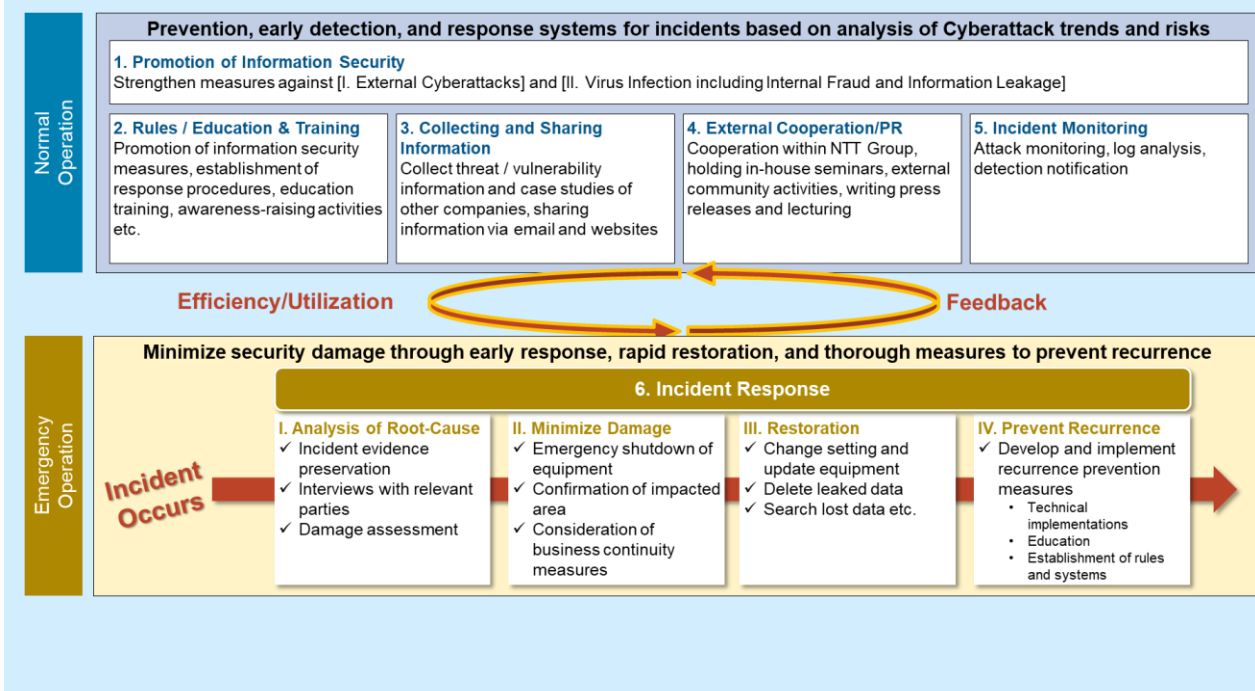 Normal
Operation
Prevention, early detection, and response systems for incidents based on analysis of Cyberattack trends and risks
1. Promotion of Information Security
Strengthen measures against [I. External Cyberattacks] and [II. Virus Infection including Internal Fraud and Information Leakage]
2. Rules / Education & Training
Promotion of information security
measures, establishment of
response procedures, education
training, awareness-raising activities
etc.
3. Collecting and Sharing
Information
Collect threat / vulnerability
information and case studies of
other companies, sharing
information via email and websites
4. External Cooperation/PR
Cooperation within NTT Group,
holding in-house seminars, external
community activities, writing press
releases and lecturing
5. Incident Monitoring
Attack monitoring, log analysis,
detection notification
Efficiency/Utilization
Feedback
Emergency
Operation
Minimize security damage through early response, rapid restoration, and thorough measures to prevent recurrence
6. Incident Response
Incident
Occurs
I. Analysis of Root-Cause
✓ Incident evidence
preservation
✓ Interviews with relevant
parties
✓ Damage assessment
II. Minimize Damage
✓ Emergency shutdown of
equipment
✓ Confirmation of impacted
area
✓ Consideration of
business continuity
measures
III. Restoration
✓ Change setting and
update equipment
✓ Delete leaked data
✓ Search lost data etc.
IV. Prevent Recurrence
✓ Develop and implement
recurrence prevention
measures
• Technical
implementations
• Education
• Establishment of rules
and systems